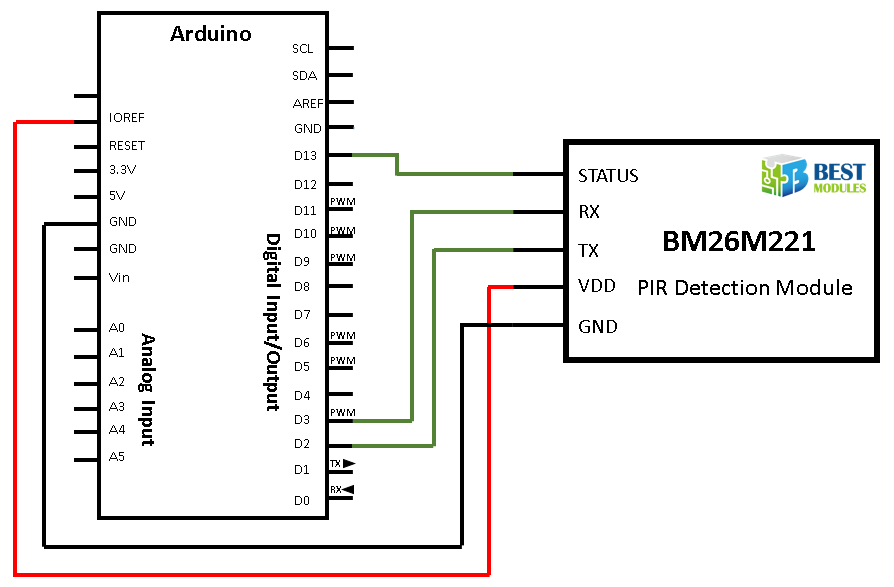 Arduino
IOREF
RESET
3.3V
5V
GND
GND
Vin
A0
A1
A2
A3
A4
A5
Analog Input
SCL
SDA
AREF
GND
D13
D12
D11 PWM
D10 PWM
D9 PWM
D8
D7
D6 PWM
D5 PWM
D4
D3 PWM
D2
D1 TX
D0 RX
Digital Input/Output
STATUS
RX
TX
VDD
GND
BEST
MODULES
BM26M221
PIR Detection Module